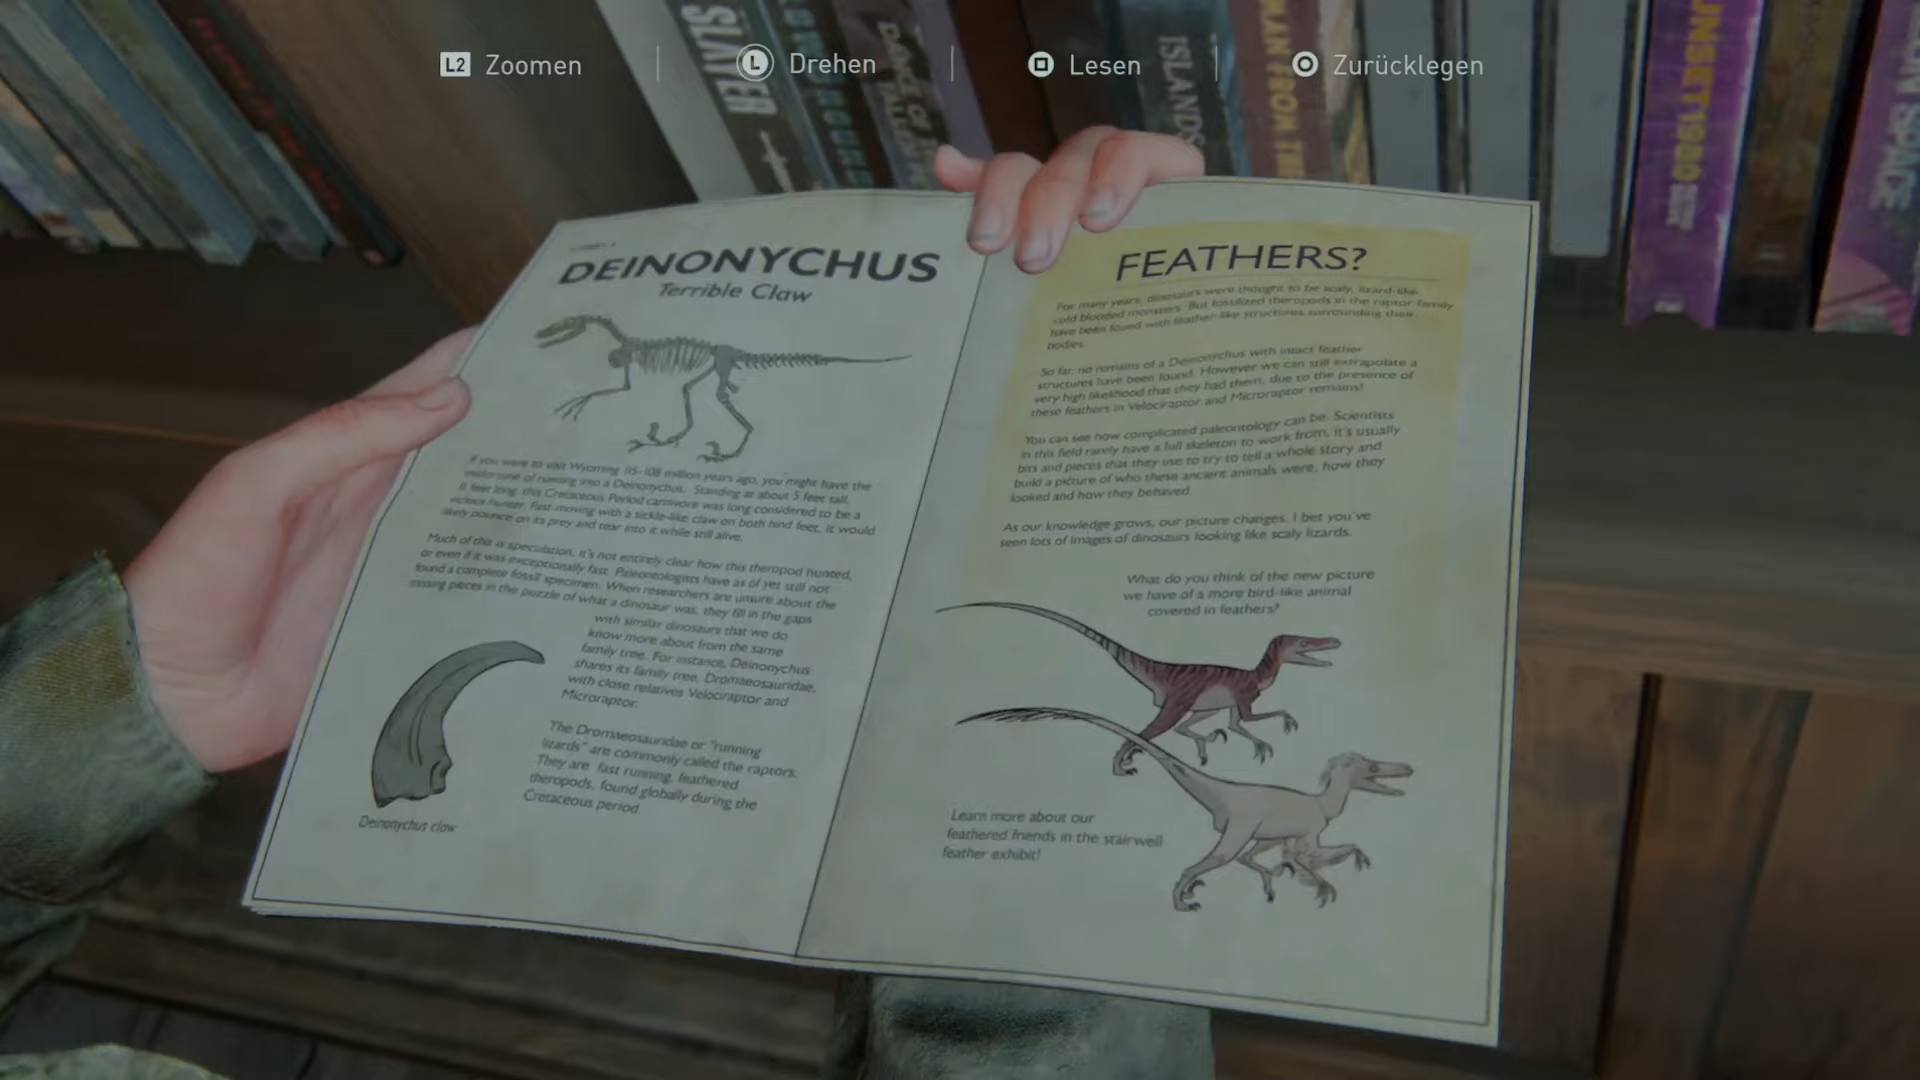 L2 Zoomen
L Drehen
Lesen
Zurücklegen
SLATER
DANCE OF
ISLANDS
MAN FROM THE
SUNSET 1980
SPACE
DEINONYCHUS
Terrible Claw
If you were to visit Wyoming 115-108 million years ago, you might have the
misfortune of running into a Deinonychus. Standing at about 5 feet tall,
11 feet long, this Cretaceous Period carnivore was long considered to be a
vicious hunter. Fast-moving with a sickle-like claw on both hind feet, it would
likely pounce on its prey and tear into it while still alive.
Much of this is speculation, it's not entirely clear how this theropod hunted,
or even if it was exceptionally fast. Paleontologists have as of yet still not
found a complete fossil specimen. When researchers are unsure about the
missing pieces in the puzzle of what a dinosaur was, they fill in the gaps
with similar dinosaurs that we do
know more about from the same
family tree. For instance, Deinonychus
shares its family tree, Dromaeosauridae,
with close relatives Velociraptor and
Microraptor.
The Dromaeosauridae or "running
lizards" are commonly called the raptors.
They are fast running, feathered
theropods, found globally during the
Cretaceous period.
Deinonychus claw
FEATHERS?
For many years, dinosaurs were thought to be scaly, lizard-like
cold blooded monsters. But fossilized theropods in the raptor family
have been found with feather-like structures surrounding their
bodies.
So far, no remains of a Deinonychus with intact feather
structures have been found. However we can still extrapolate a
very high likelihood that they had them, due to the presence of
these feathers in Velociraptor and Microraptor remains!
You can see how complicated paleontology can be. Scientists
in this field rarely have a full skeleton to work from, it's usually
bits and pieces that they use to try to tell a whole story and
build a picture of who these ancient animals were, how they
looked and how they behaved.
As our knowledge grows, our picture changes. I bet you've
seen lots of images of dinosaurs looking like scaly lizards.
What do you think of the new picture
we have of a more bird-like animal
covered in feathers?
Learn more about our
feathered friends in the stairwell
feather exhibit!